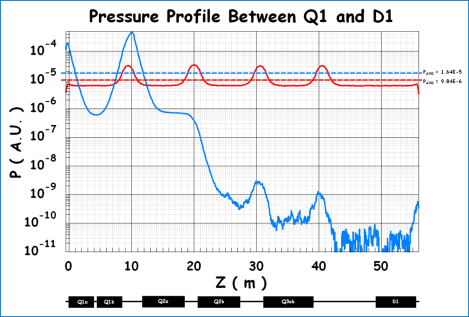 Pressure Profile Between Q1 and D1
10-4
10-5
10-6
10-7
10-8
10-9
10-10
10-11
P ( A.U. )
PAVG = 1.64E-5
PAVG = 9.84E-6
0 10 20 30 40 50
Z ( m )
Q1a Q1b Q2a Q2b Q3ab D1